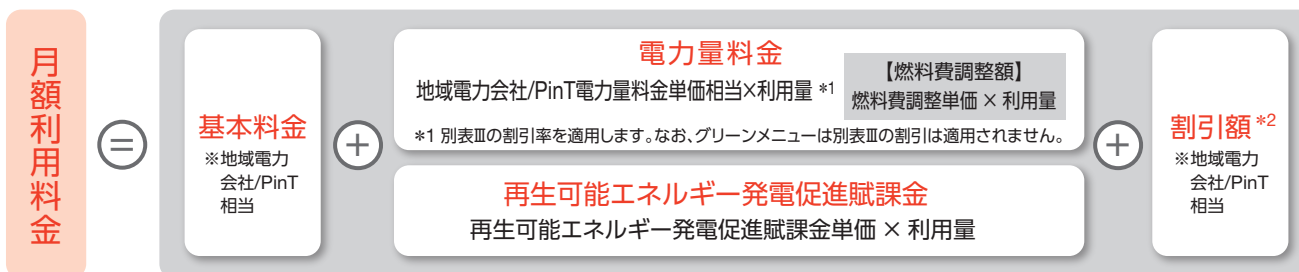 月額利用料金
=
基本料金
※地域電力
会社/PinT
相当
+
電力量料金
地域電力会社/PinT電力量料金単価相当×利用量 *1
【燃料費調整額】
燃料費調整単価 × 利用量
*1 別表Ⅲの割引率を適用します。なお、グリーンメニューは別表Ⅲの割引は適用されません。
再生可能エネルギー発電促進賦課金
再生可能エネルギー発電促進賦課金単価 × 利用量
+
割引額 *2
※地域電力
会社/PinT
相当